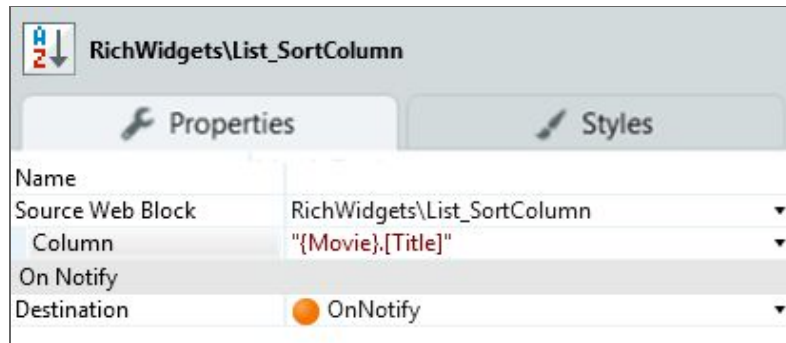 RichWidgets\List_SortColumn
Properties Styles
Name
Source Web Block RichWidgets\List_SortColumn
Column "{Movie}.[Title]"
On Notify
Destination OnNotify